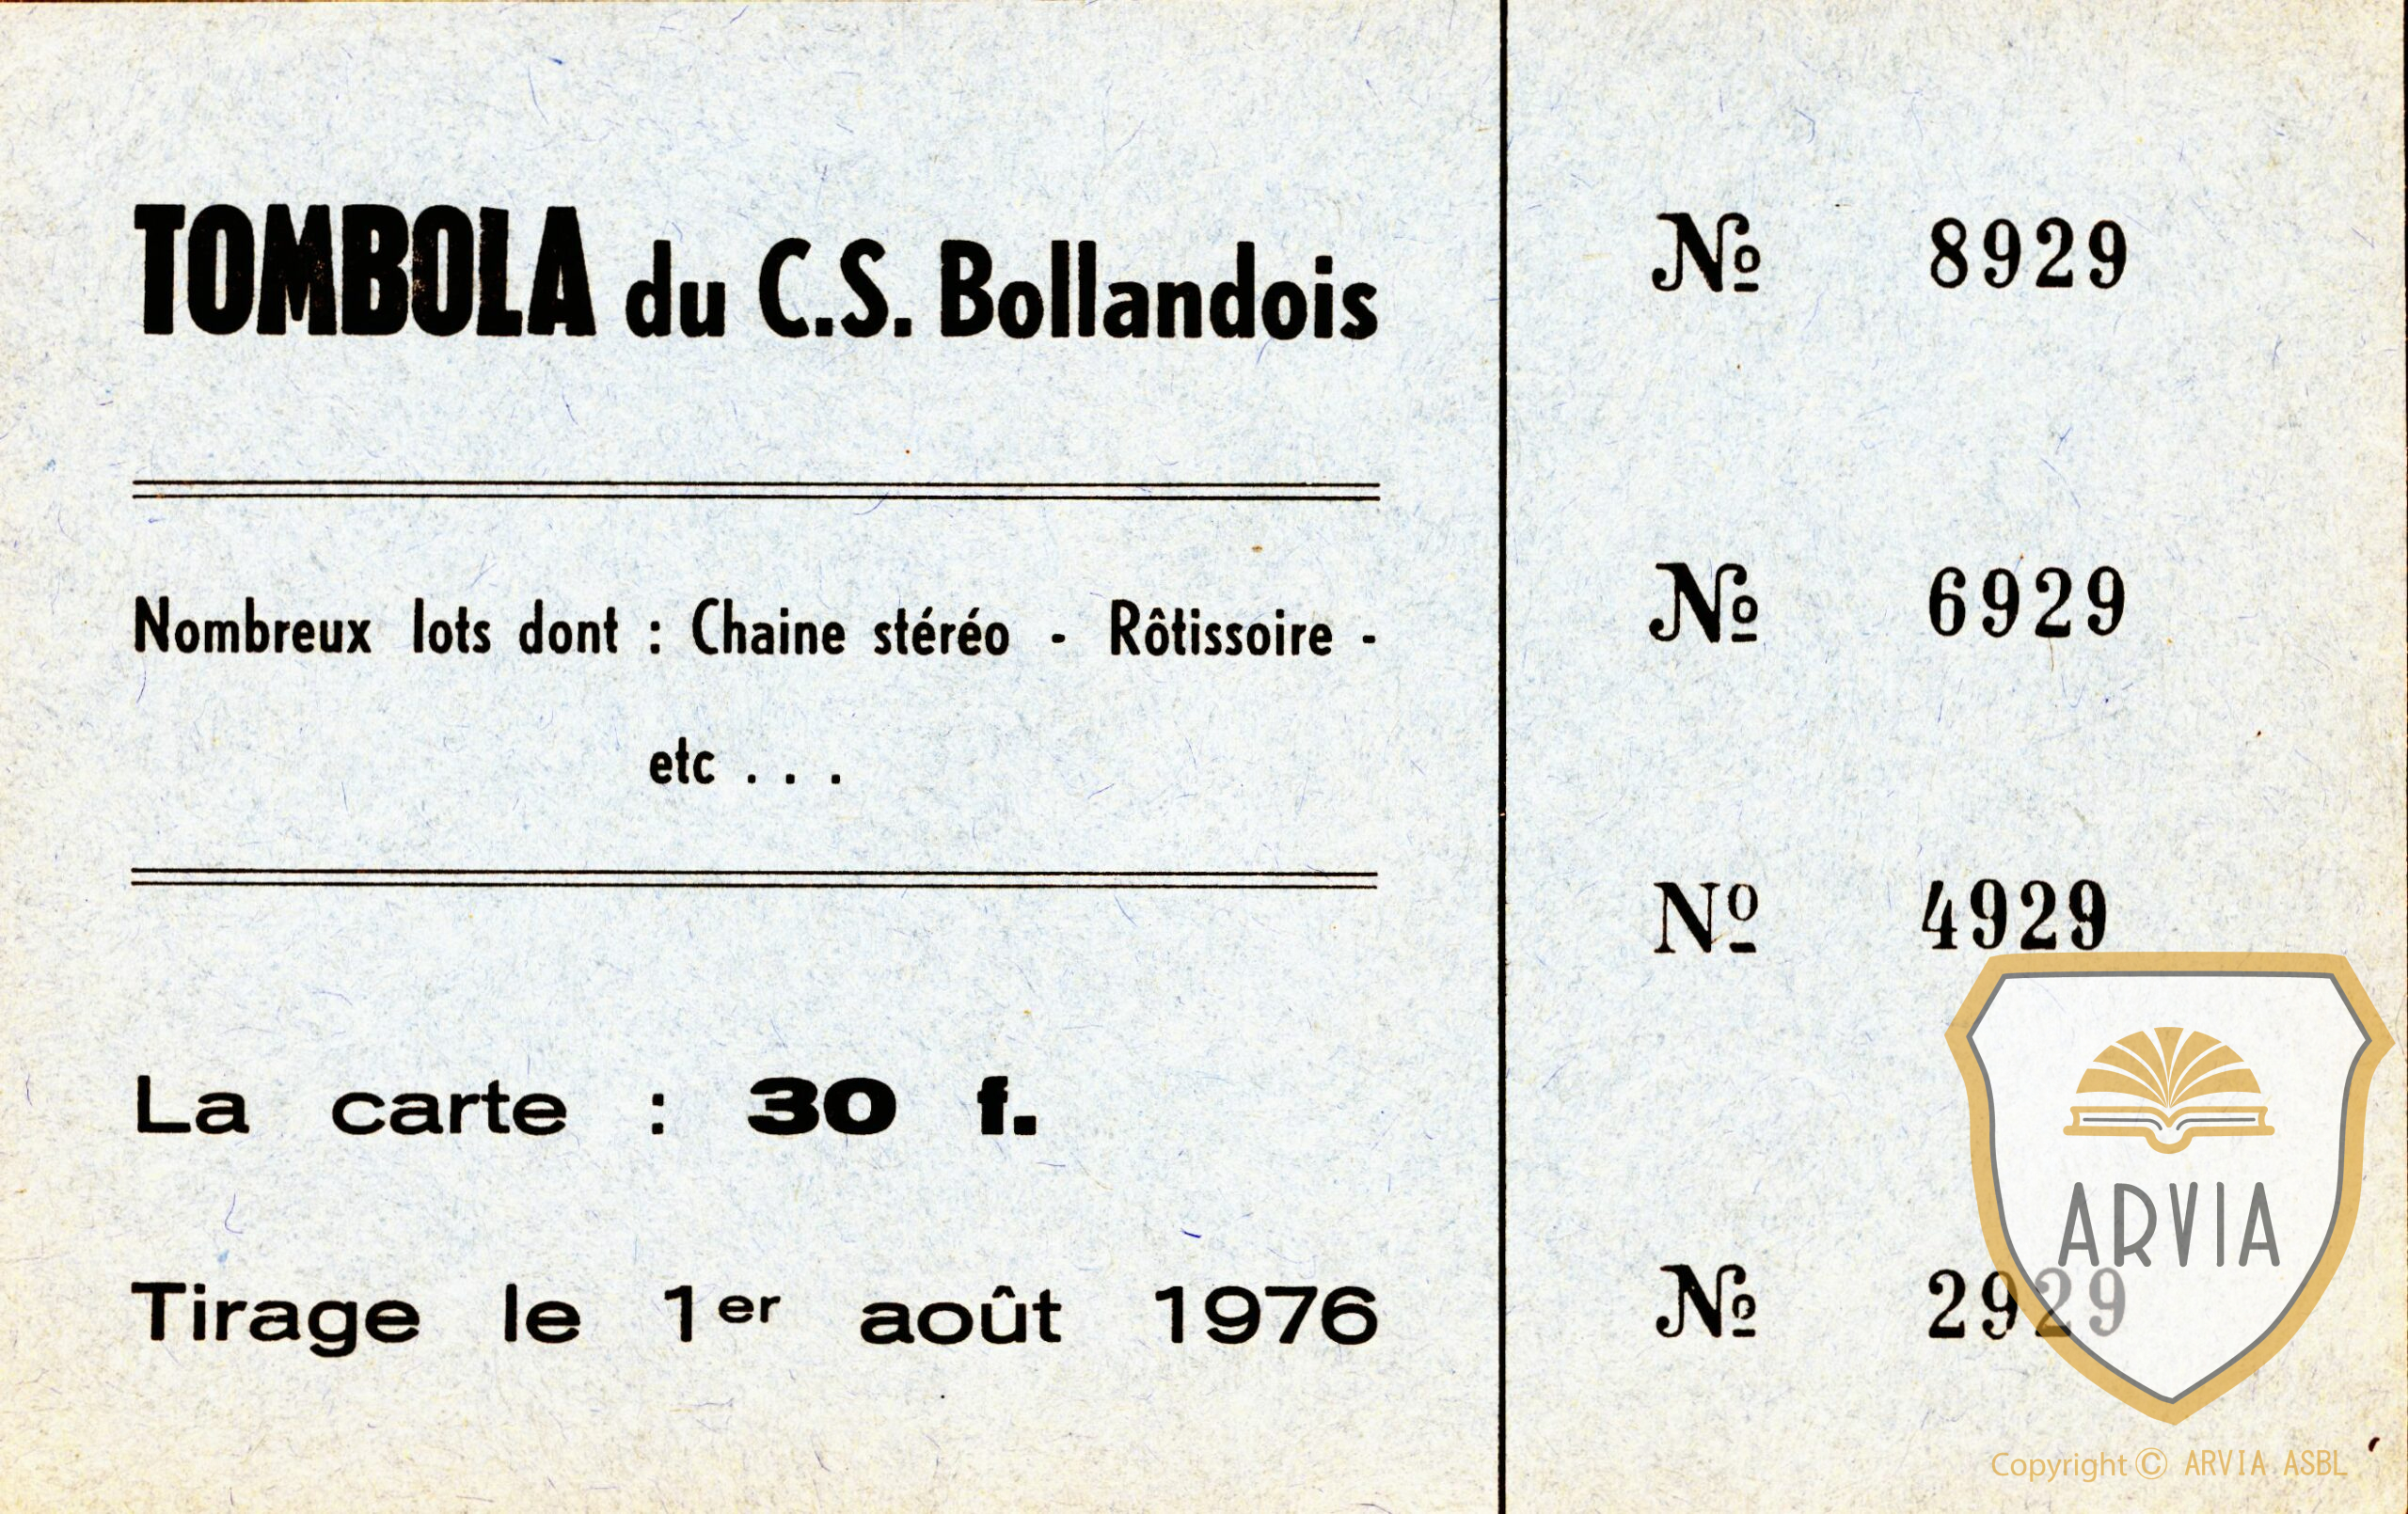 TOMBOLA du C.S. Bollandois
Nombreux lots dont : Chaine stéréo - Rôtissoire -
etc . . .
La carte : 30 f.
Tirage le 1er août 1976
Nº 8929
Nº 6929
Nº 4929
Nº 2929
ARVIA
Copyright © ARVIA ASBL